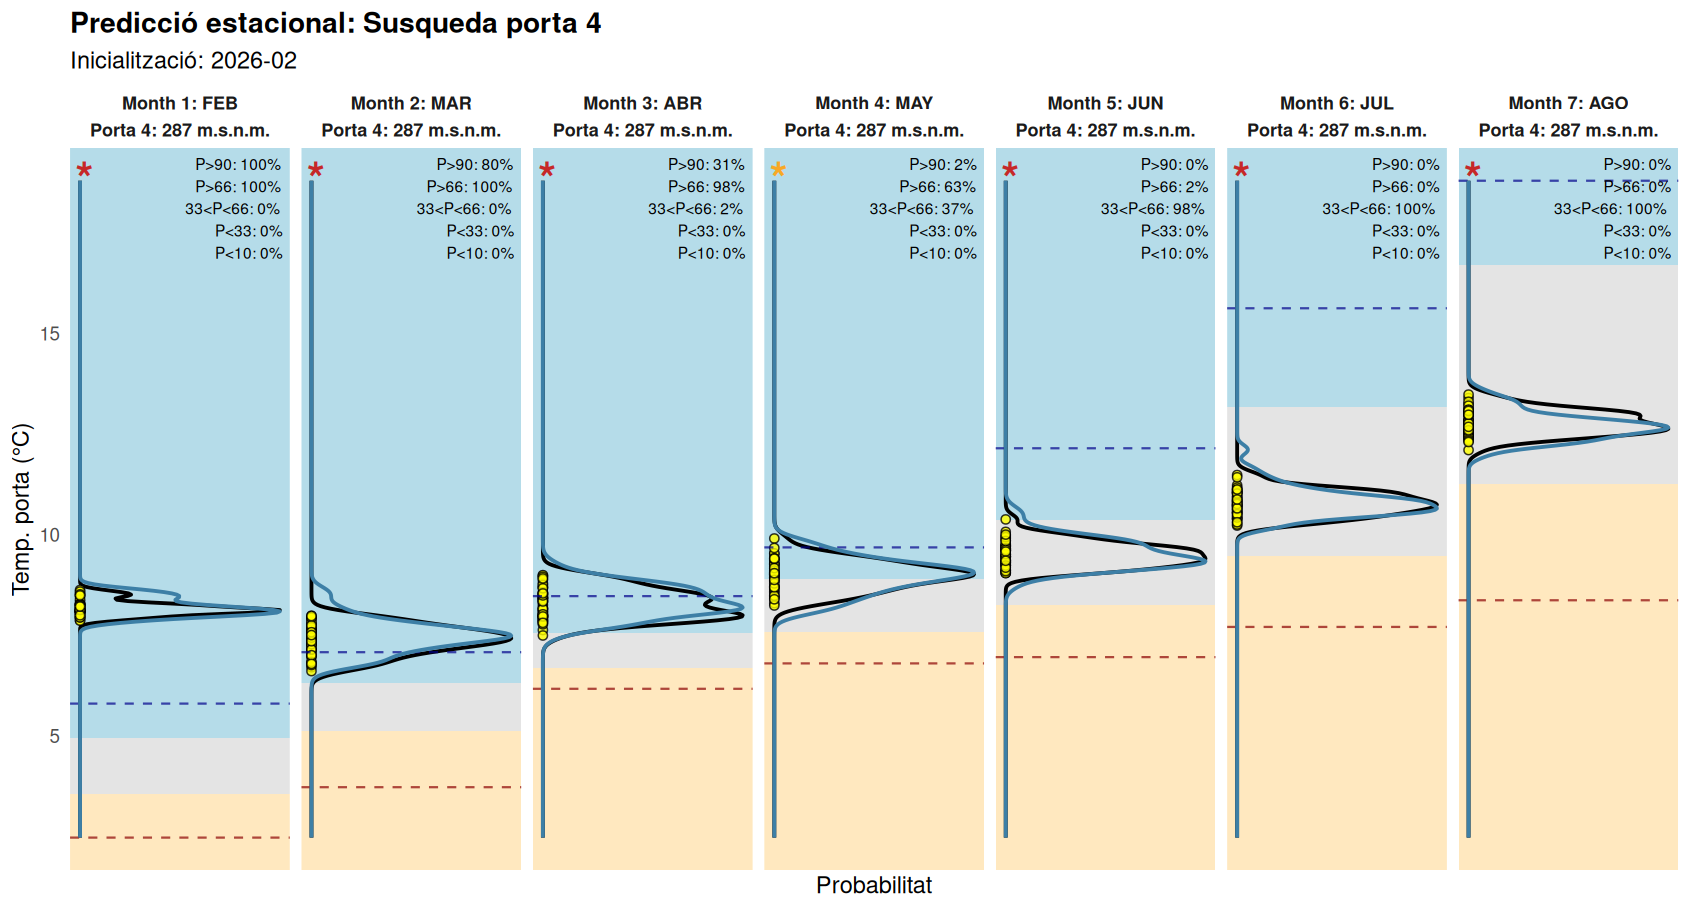 Predicció estacional: Susqueda porta 4
Inicialització: 2026-02
Month 1: FEB
Porta 4: 287 m.s.n.m.
Month 2: MAR
Porta 4: 287 m.s.n.m.
Month 3: ABR
Porta 4: 287 m.s.n.m.
Month 4: MAY
Porta 4: 287 m.s.n.m.
Month 5: JUN
Porta 4: 287 m.s.n.m.
Month 6: JUL
Porta 4: 287 m.s.n.m.
Month 7: AGO
Porta 4: 287 m.s.n.m.
*
P>90: 100%
P>66: 100%
33<P<66: 0%
P<33: 0%
P<10: 0%
*
P>90: 80%
P>66: 100%
33<P<66: 0%
P<33: 0%
P<10: 0%
*
P>90: 31%
P>66: 98%
33<P<66: 2%
P<33: 0%
P<10: 0%
*
P>90: 2%
P>66: 63%
33<P<66: 37%
P<33: 0%
P<10: 0%
*
P>90: 0%
P>66: 2%
33<P<66: 98%
P<33: 0%
P<10: 0%
*
P>90: 0%
P>66: 0%
33<P<66: 100%
P<33: 0%
P<10: 0%
*
P>90: 0%
P>66: 0%
33<P<66: 100%
P<33: 0%
P<10: 0%
Temp. porta (°C)
15
10
5
Probabilitat